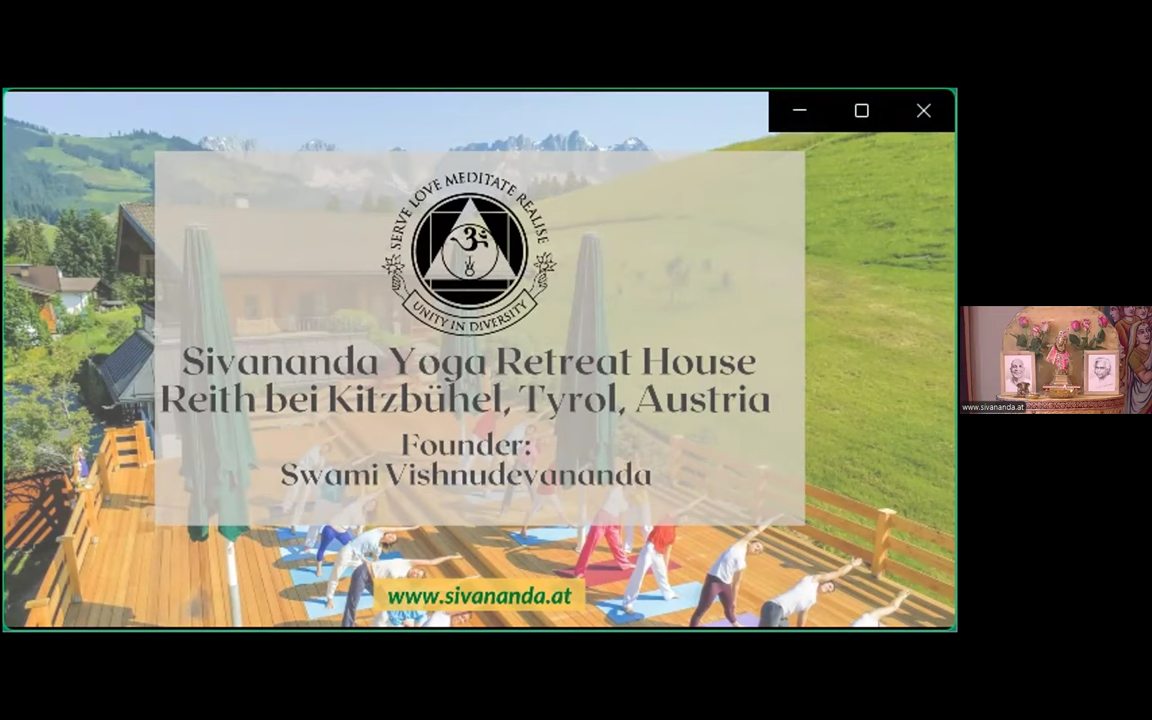 SERVE LOVE MEDITATE REALISE
ॐ
UNITY IN DIVERSITY
Sivananda Yoga Retreat House
Reith bei Kitzbühel, Tyrol, Austria
Founder:
Swami Vishnudevananda
www.sivananda.at
www.sivananda.at